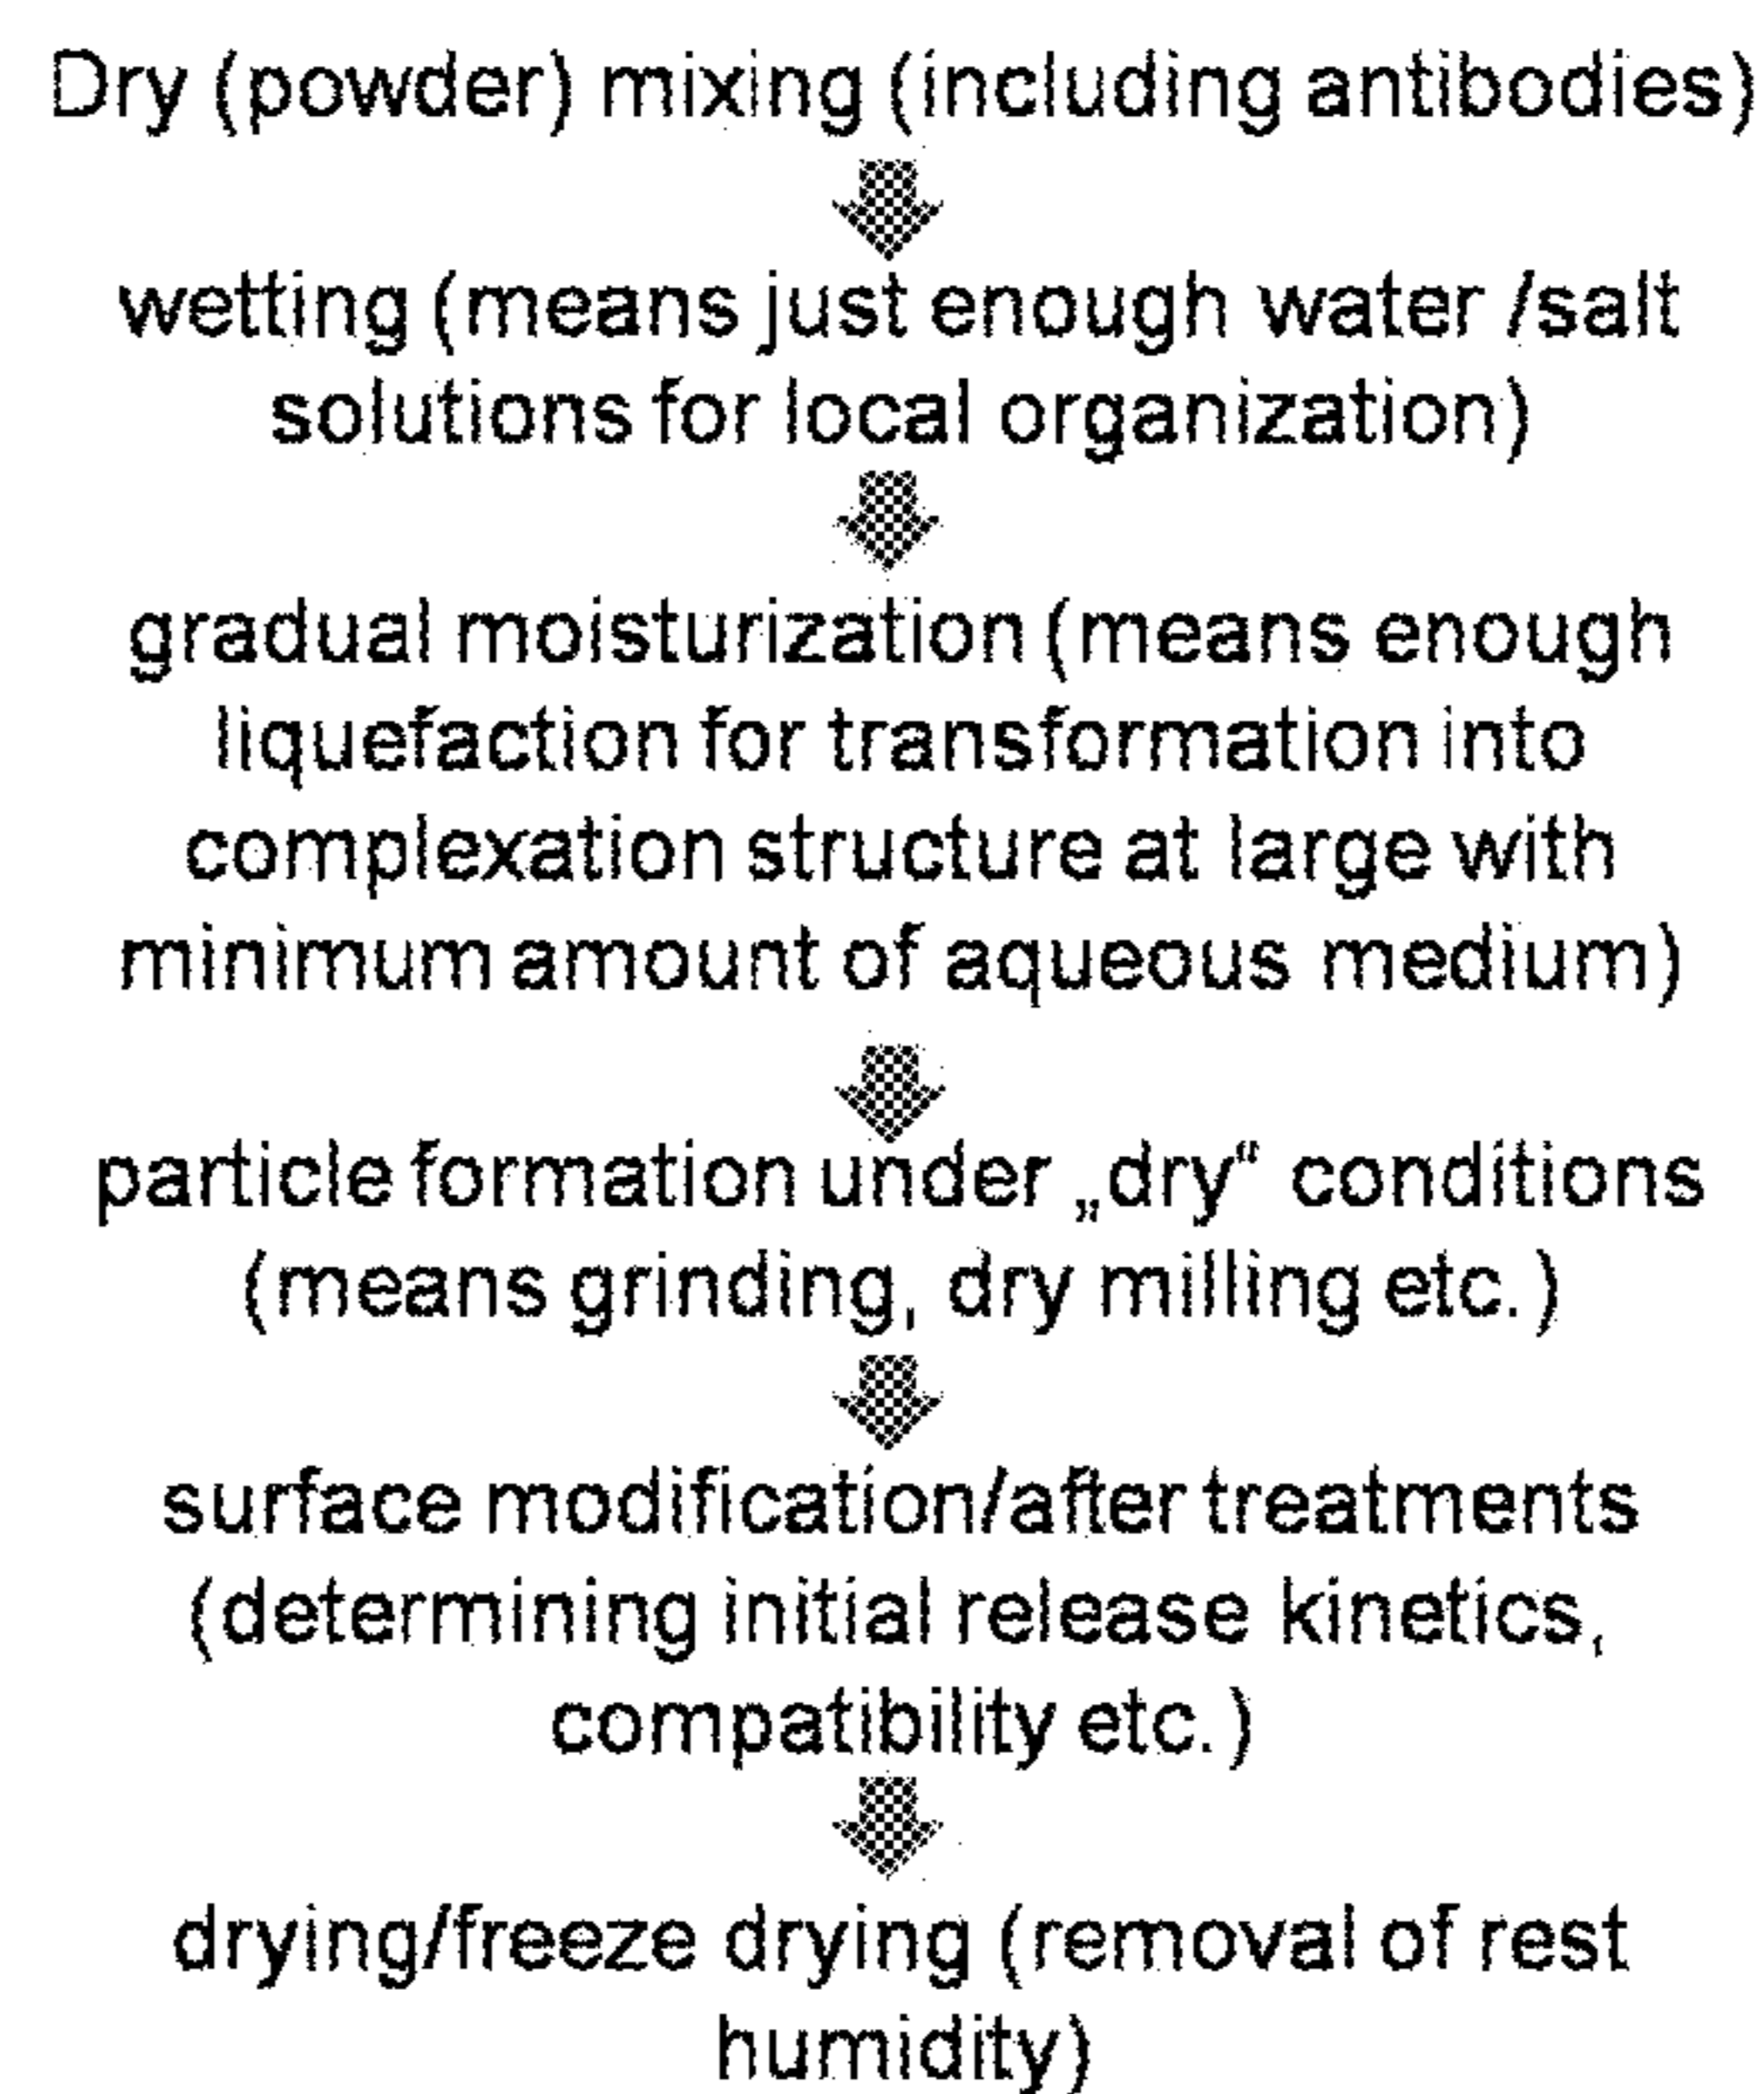 Dry (powder) mixing (including antibodies)
wetting (means just enough water /salt
solutions for local organization)
gradual moisturization (means enough
liquefaction for transformation into
complexation structure at large with
minimum amount of aqueous medium)
particle formation under „dry“ conditions
(means grinding, dry milling etc.)
surface modification/after treatments
(determining initial release kinetics,
compatibility etc.)
drying/freeze drying (removal of rest
humidity)